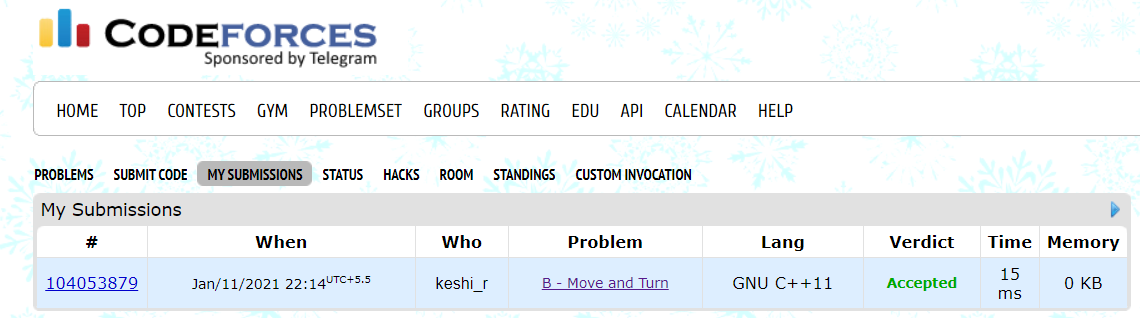 CODEFORCES
Sponsored by Telegram
HOME TOP CONTESTS GYM PROBLEMSET GROUPS RATING EDU API CALENDAR HELP
PROBLEMS SUBMIT CODE MY SUBMISSIONS STATUS HACKS ROOM STANDINGS CUSTOM INVOCATION
My Submissions
# When Who Problem Lang Verdict Time Memory
104053879 Jan/11/2021 22:14 UTC+5.5 keshi_r B - Move and Turn GNU C++11 Accepted 15 ms 0 KB